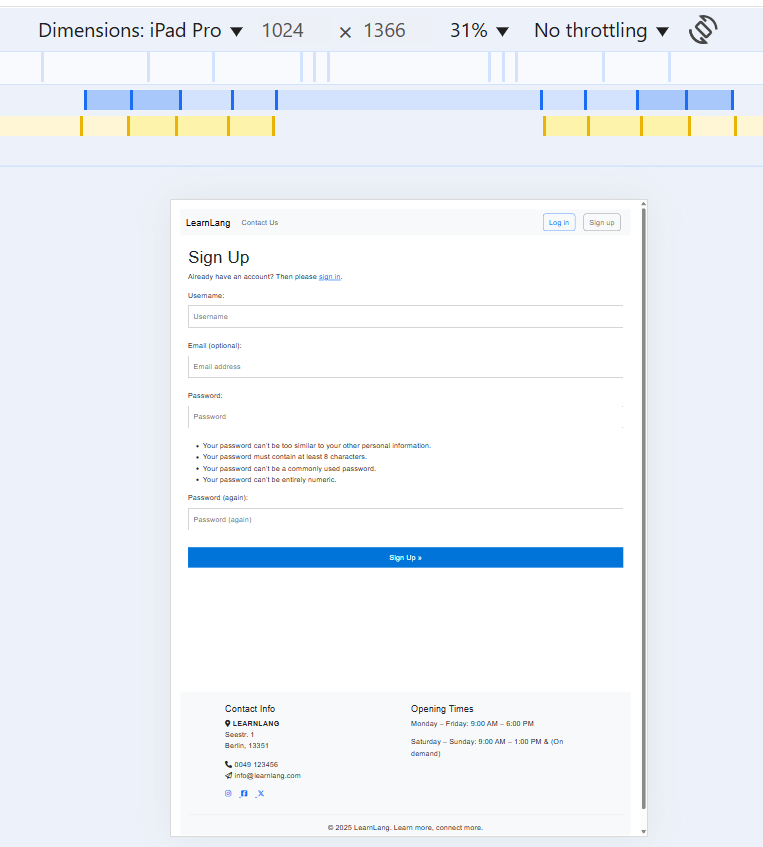 Dimensions: iPad Pro ▼ 1024 × 1366 31% ▼ No throttling ▼
LearnLang Contact Us Log in Sign up
Sign Up
Already have an account? Then please sign in.
Username:
Username
Email (optional):
Email address
Password:
Password
• Your password can't be too similar to your other personal information.
• Your password must contain at least 8 characters.
• Your password can't be a commonly used password.
• Your password can't be entirely numeric.
Password (again):
Password (again)
Sign Up »
Contact Info
LEARNLANG
Seestr. 1
Berlin, 13351
0049 123456
info@learnlang.com
Opening Times
Monday – Friday: 9:00 AM – 6:00 PM
Saturday – Sunday: 9:00 AM – 1:00 PM & (On
demand)
© 2025 LearnLang. Learn more, connect more.